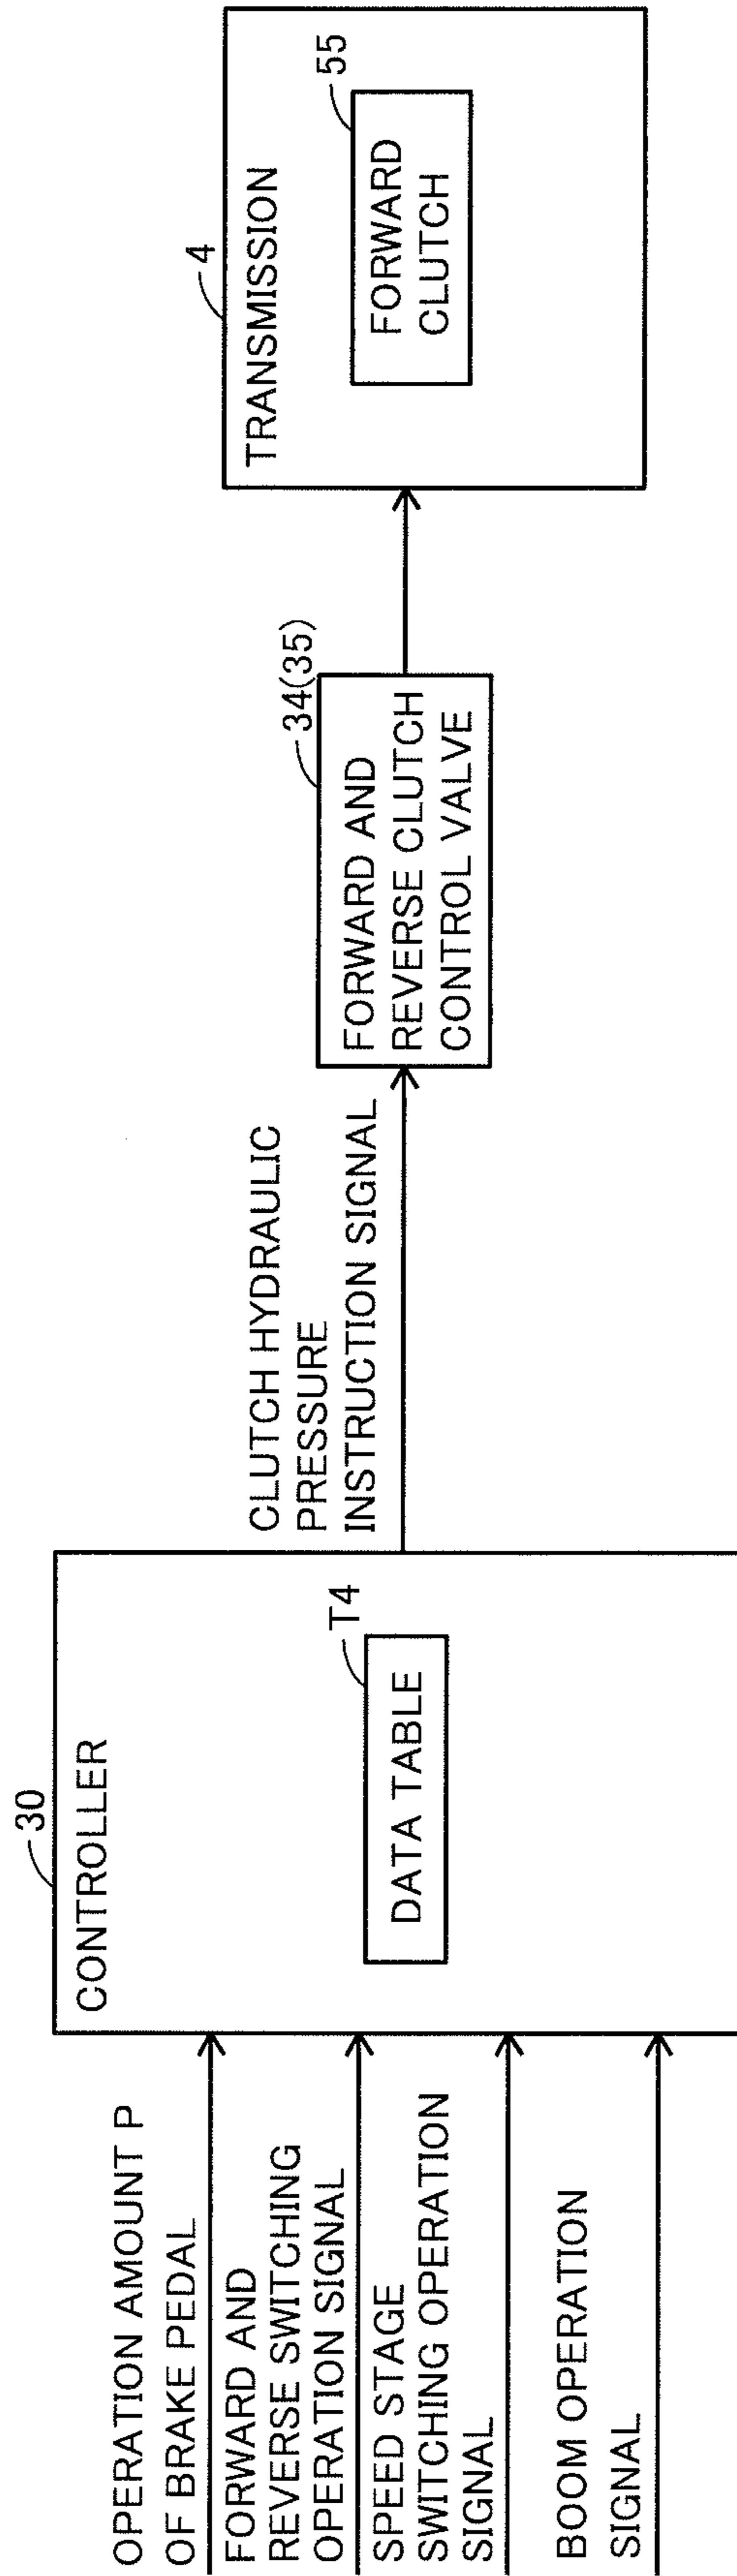 OPERATION AMOUNT P
OF BRAKE PEDAL
FORWARD AND
REVERSE SWITCHING
OPERATION SIGNAL
SPEED STAGE
SWITCHING OPERATION
SIGNAL
BOOM OPERATION
SIGNAL
30
CONTROLLER
T4
DATA TABLE
CLUTCH HYDRAULIC
PRESSURE
INSTRUCTION SIGNAL
34(35)
FORWARD AND
REVERSE CLUTCH
CONTROL VALVE
4
TRANSMISSION
55
FORWARD
CLUTCH